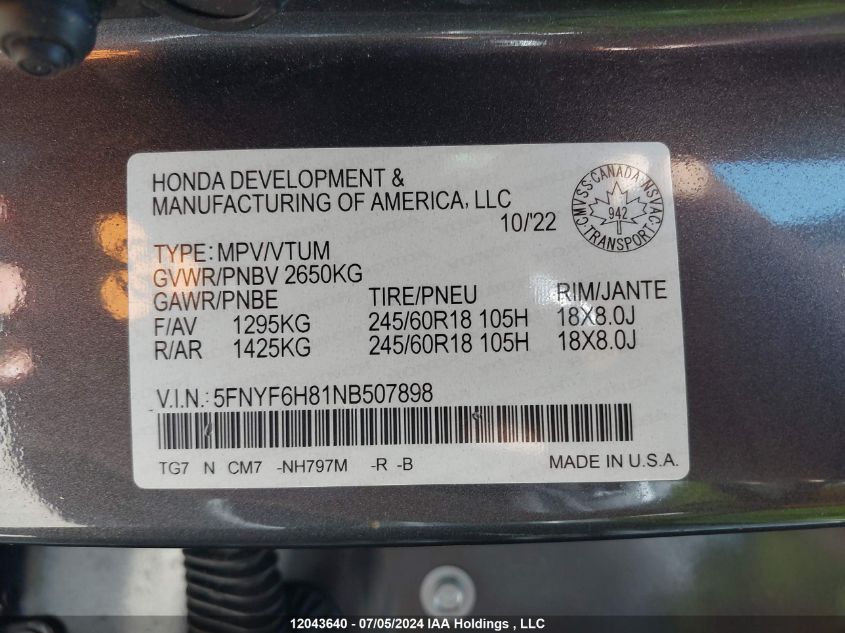 HONDA DEVELOPMENT &
MANUFACTURING OF AMERICA, LLC
10/'22
CMVSS-CANADA-NSVAC
942
TRANSPORT
TYPE: MPV/VTUM
GVWR/PNBV 2650KG
GAWR/PNBE TIRE/PNEU RIM/JANTE
F/AV 1295KG 245/60R18 105H 18X8.0J
R/AR 1425KG 245/60R18 105H 18X8.0J
V.I.N.: 5FNYF6H81NB507898
TG7 N CM7 -NH797M -R -B MADE IN U.S.A.
12043640 - 07/05/2024 IAA Holdings , LLC